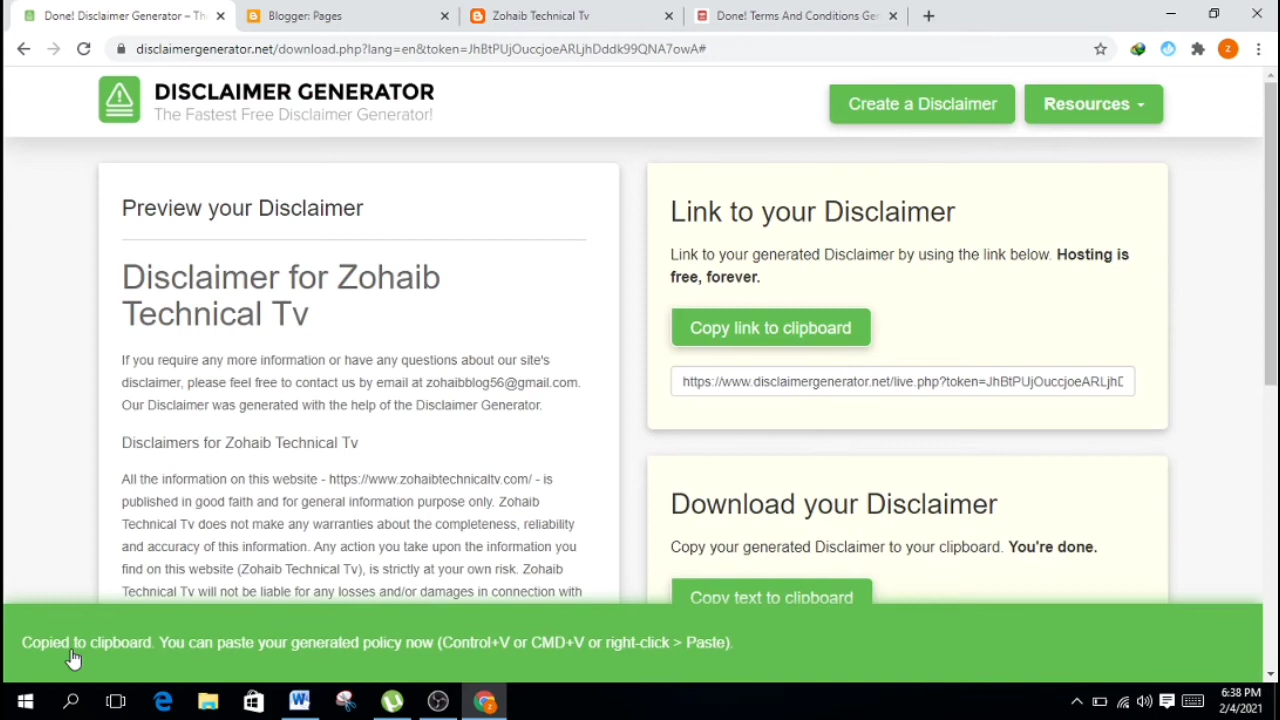 Done! Disclaimer Generator – Th
Blogger: Pages
Zohaib Technical Tv
Done! Terms And Conditions Ge
disclaimergenerator.net/download.php?lang=en&token=JhBtPUjOuccjoeARLjhDddk99QNA7owA#
Z
DISCLAIMER GENERATOR
The Fastest Free Disclaimer Generator!
Create a Disclaimer
Resources
Preview your Disclaimer
Disclaimer for Zohaib
Technical Tv
If you require any more information or have any questions about our site's
disclaimer, please feel free to contact us by email at zohaibblog56@gmail.com.
Our Disclaimer was generated with the help of the Disclaimer Generator.
Disclaimers for Zohaib Technical Tv
All the information on this website - https://www.zohaibtechnicaltv.com/ - is
published in good faith and for general information purpose only. Zohaib
Technical Tv does not make any warranties about the completeness, reliability
and accuracy of this information. Any action you take upon the information you
find on this website (Zohaib Technical Tv), is strictly at your own risk. Zohaib
Technical Tv will not be liable for any losses and/or damages in connection with
Link to your Disclaimer
Link to your generated Disclaimer by using the link below. Hosting is
free, forever.
Copy link to clipboard
https://www.disclaimergenerator.net/live.php?token=JhBtPUjOuccjoeARLjhD
Download your Disclaimer
Copy your generated Disclaimer to your clipboard. You're done.
Copy text to clipboard
Copied to clipboard. You can paste your generated policy now (Control+V or CMD+V or right-click > Paste).
6:38 PM
2/4/2021